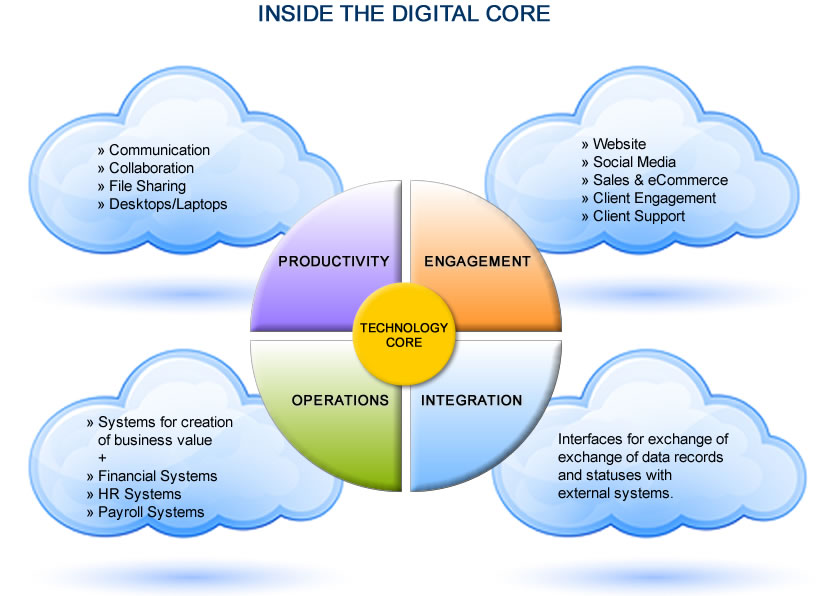 INSIDE THE DIGITAL CORE
» Communication
» Collaboration
» File Sharing
» Desktops/Laptops
» Website
» Social Media
» Sales & eCommerce
» Client Engagement
» Client Support
PRODUCTIVITY
ENGAGEMENT
TECHNOLOGY
CORE
OPERATIONS
INTEGRATION
» Systems for creation
of business value
+
» Financial Systems
» HR Systems
» Payroll Systems
Interfaces for exchange of
exchange of data records
and statuses with
external systems.